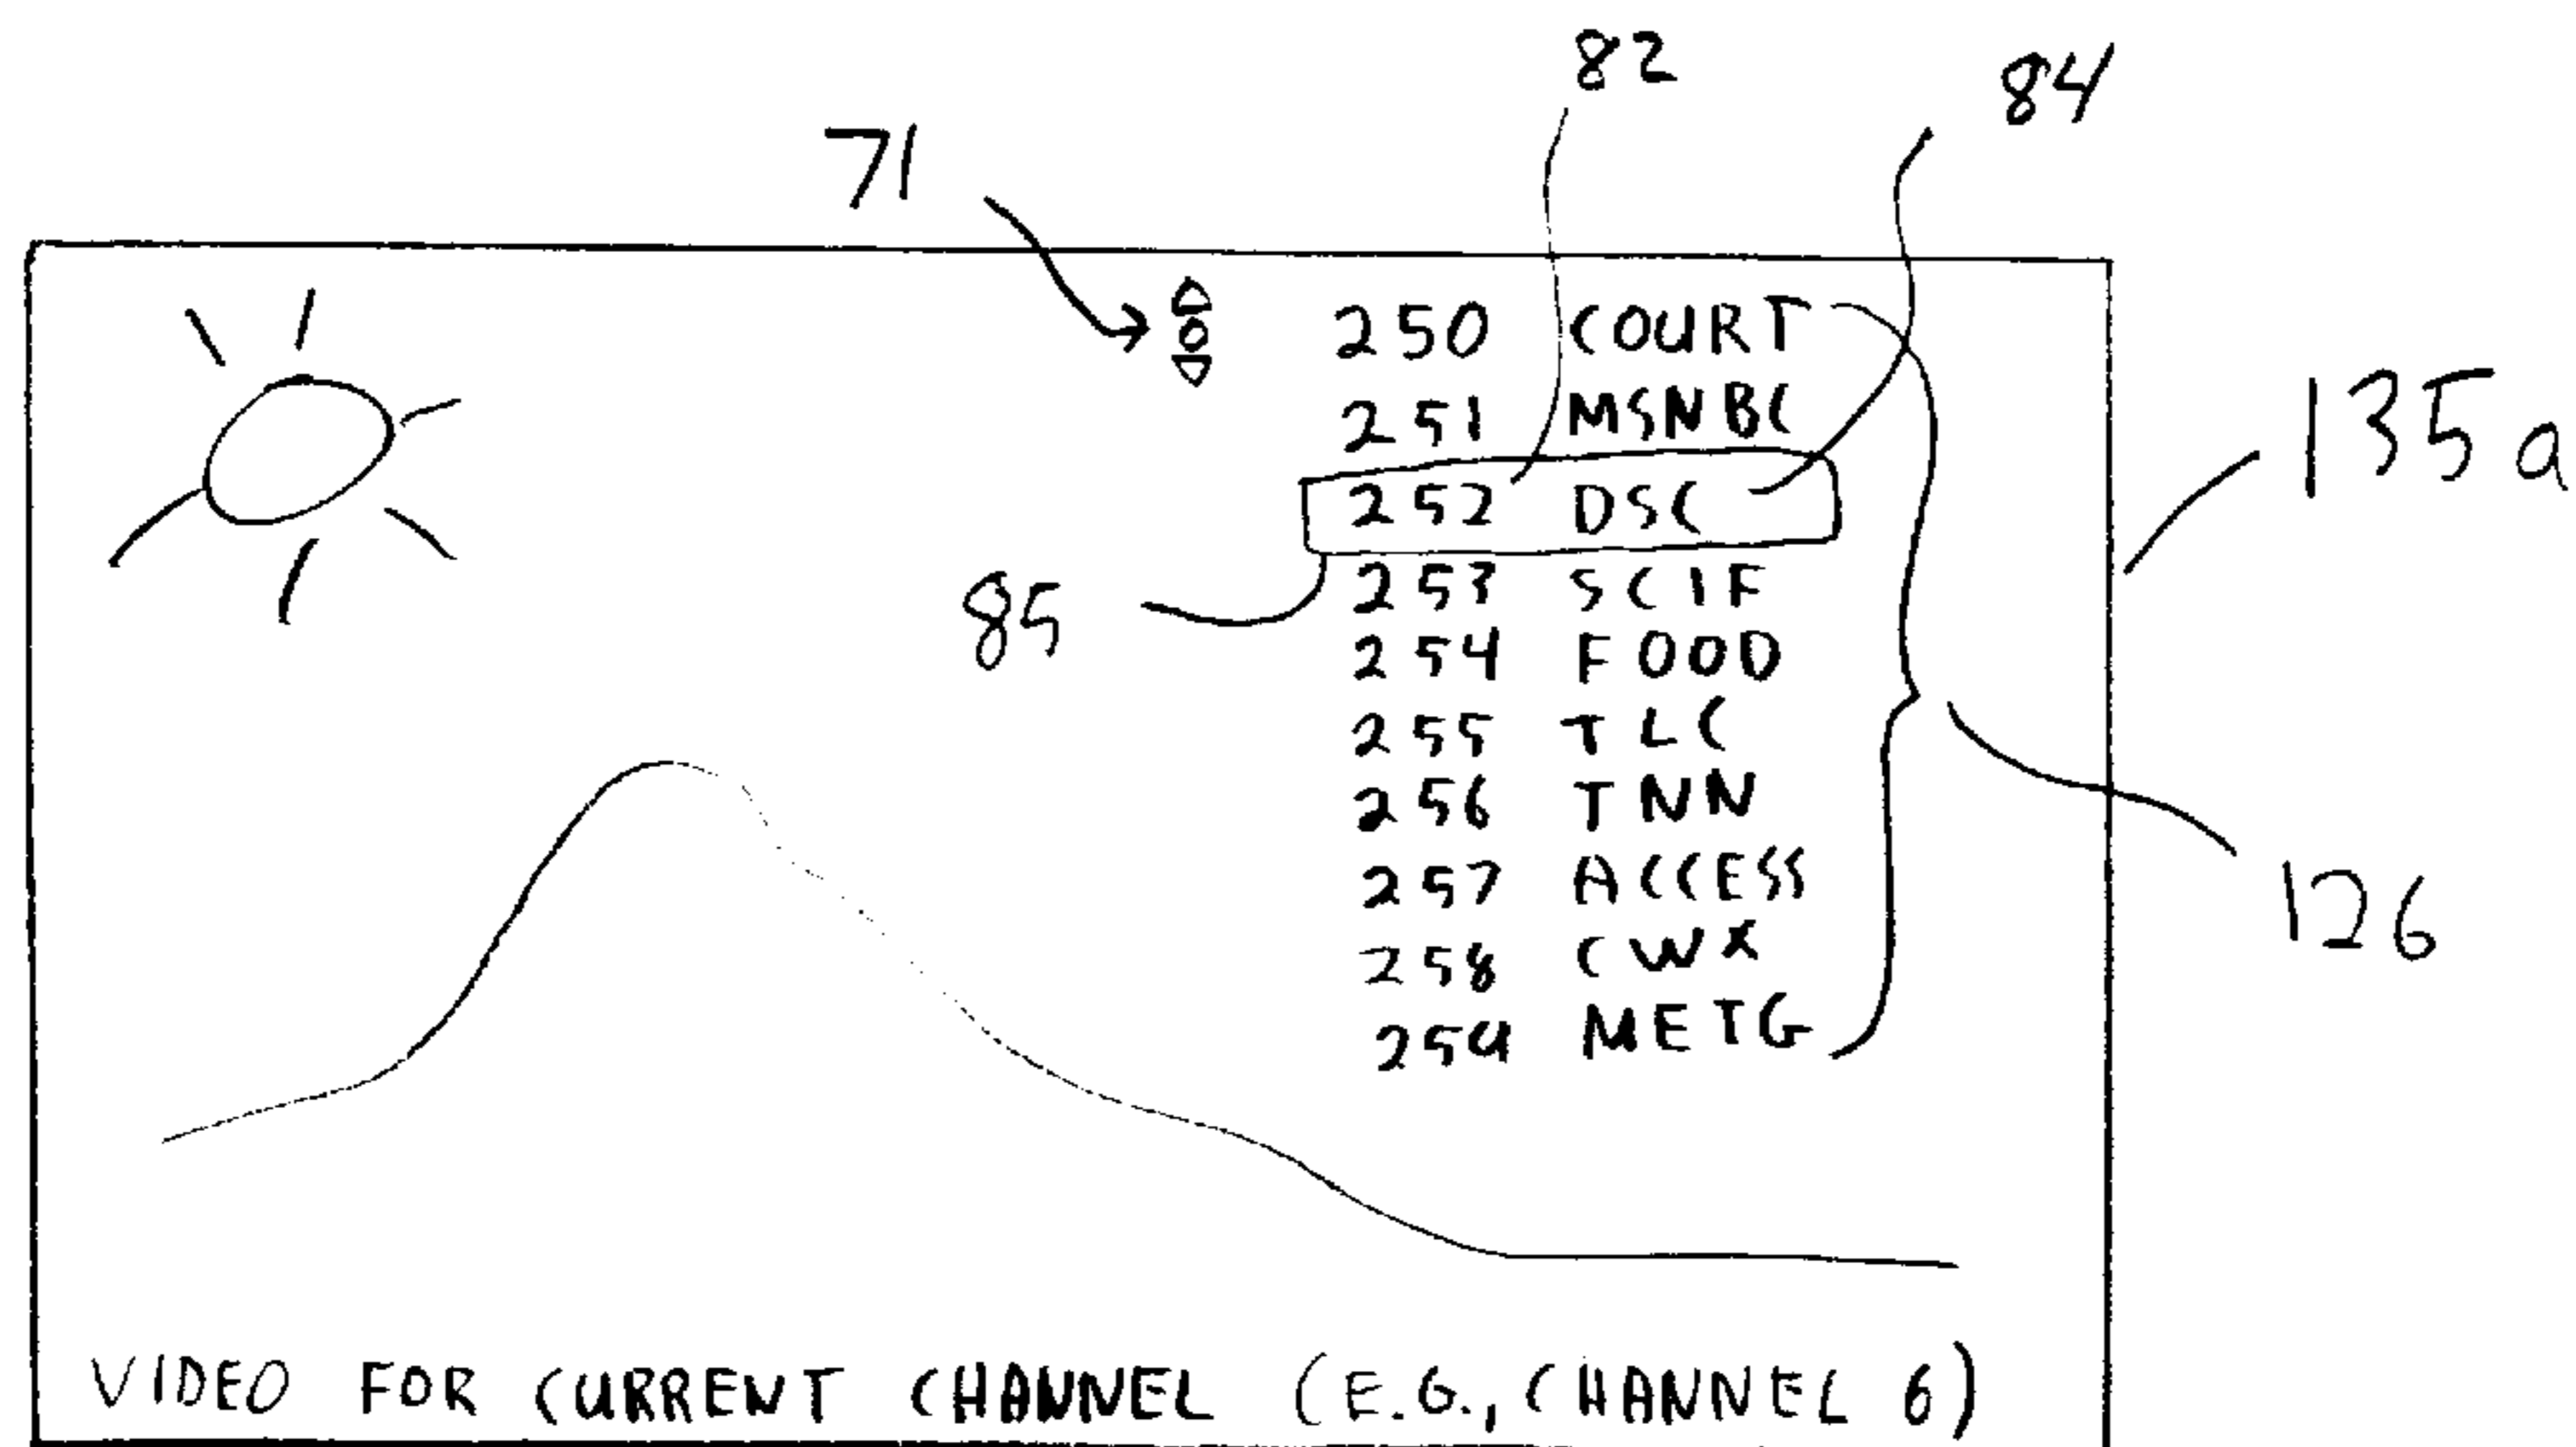 82
84
71
250 COURT
251 MSNBC
135a
252 DSC
85
253 SCIF
254 FOOD
255 TLC
256 TNN
257 ACCESS
126
258 CWX
259 METG
VIDEO FOR CURRENT CHANNEL (E.G., CHANNEL 6)